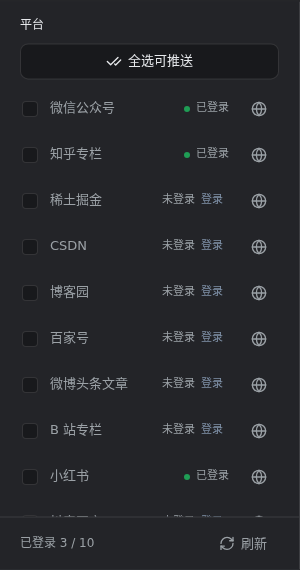 平台
全选可推送
微信公众号 已登录
知乎专栏 已登录
稀土掘金 未登录 登录
CSDN 未登录 登录
博客园 未登录 登录
百家号 未登录 登录
微博头条文章 未登录 登录
B 站专栏 未登录 登录
小红书 已登录
已登录 3 / 10 刷新